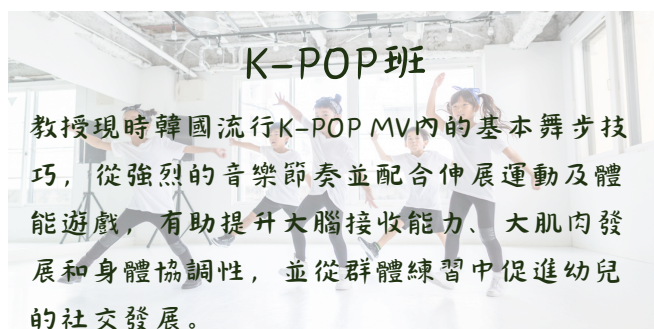 K-POP班
教授現時韓國流行K-POP MV內的基本舞步技
巧，從強烈的音樂節奏並配合伸展運動及體
能遊戲，有助提升大腦接收能力、大肌肉發
展和身體協調性，並從群體練習中促進幼兒
的社交發展。